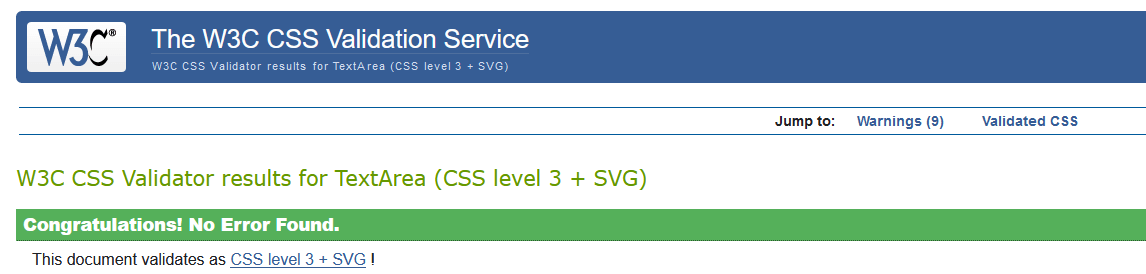 W3C®
The W3C CSS Validation Service
W3C CSS Validator results for TextArea (CSS level 3 + SVG)
Jump to: Warnings (9) Validated CSS
W3C CSS Validator results for TextArea (CSS level 3 + SVG)
Congratulations! No Error Found.
This document validates as CSS level 3 + SVG !